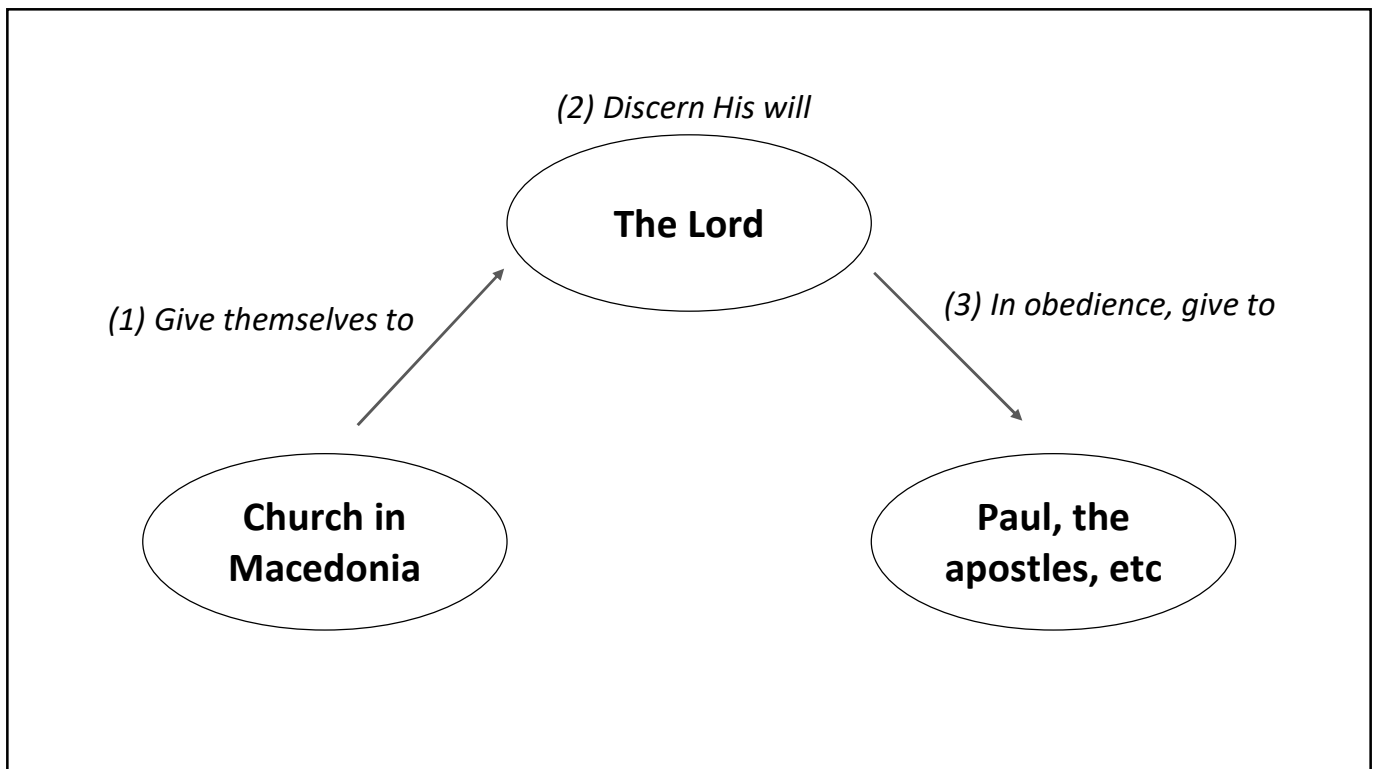 (2) Discern His will
The Lord
(1) Give themselves to
(3) In obedience, give to
Church in
Macedonia
Paul, the
apostles, etc